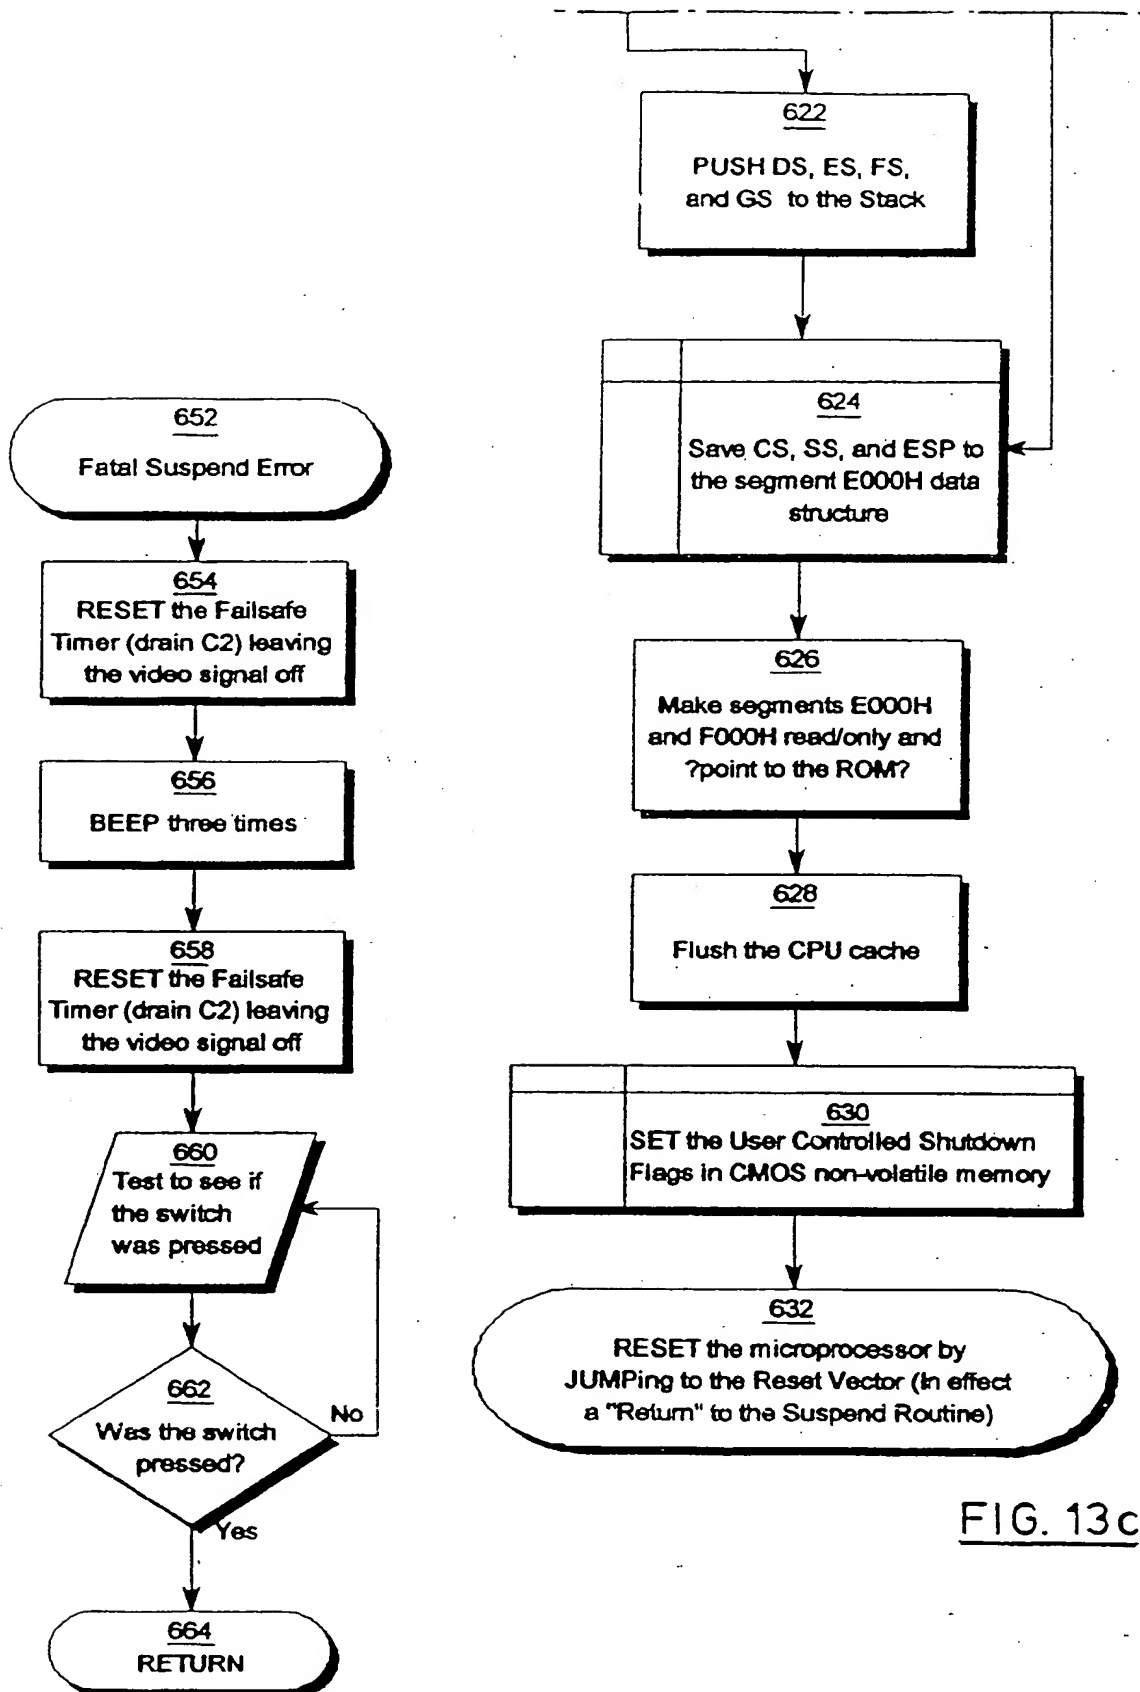 622
PUSH DS, ES, FS,
and GS to the Stack
624
Save CS, SS, and ESP to
the segment E000H data
structure
626
Make segments E000H
and F000H read/only and
?point to the ROM?
628
Flush the CPU cache
630
SET the User Controlled Shutdown
Flags in CMOS non-volatile memory
632
RESET the microprocessor by
JUMPing to the Reset Vector (In effect
a "Return" to the Suspend Routine)
652
Fatal Suspend Error
654
RESET the Failsafe
Timer (drain C2) leaving
the video signal off
656
BEEP three times
658
RESET the Failsafe
Timer (drain C2) leaving
the video signal off
660
Test to see if
the switch
was pressed
662
Was the switch
pressed?
No
Yes
664
RETURN
FIG. 13c